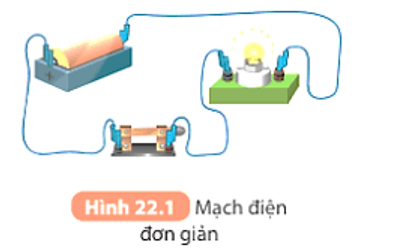 +
Hình 22.1 Mạch điện
đơn giản